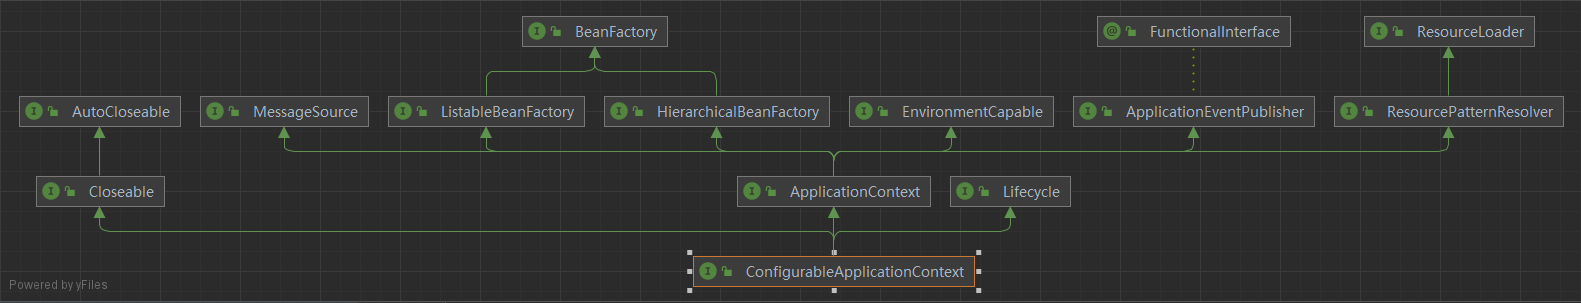 BeanFactory
FunctionalInterface
ResourceLoader
AutoCloseable
MessageSource
ListableBeanFactory
HierarchicalBeanFactory
EnvironmentCapable
ApplicationEventPublisher
ResourcePatternResolver
Closeable
ApplicationContext
Lifecycle
ConfigurableApplicationContext
Powered by yFiles